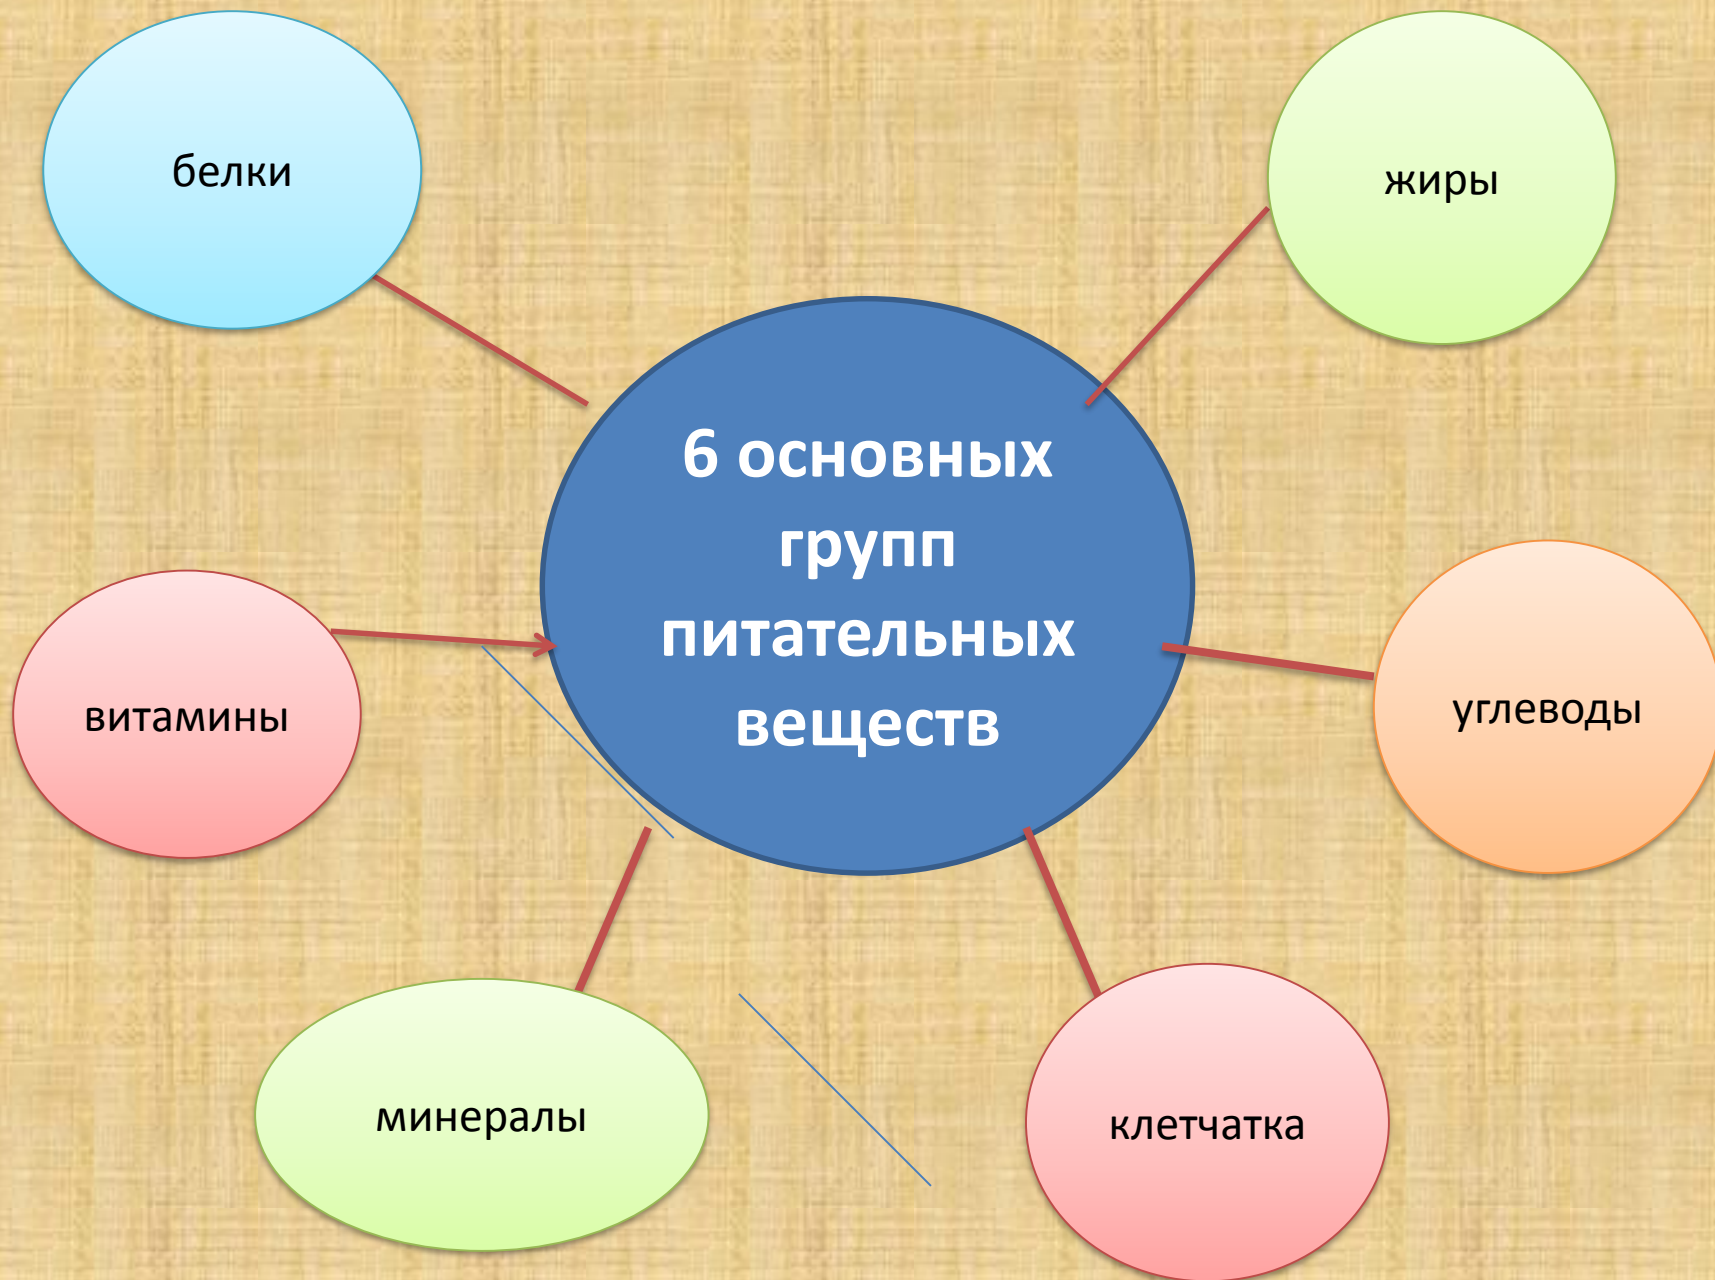 белки
жиры
6 основных
групп
питательных
веществ
витамины
углеводы
минералы
клетчатка